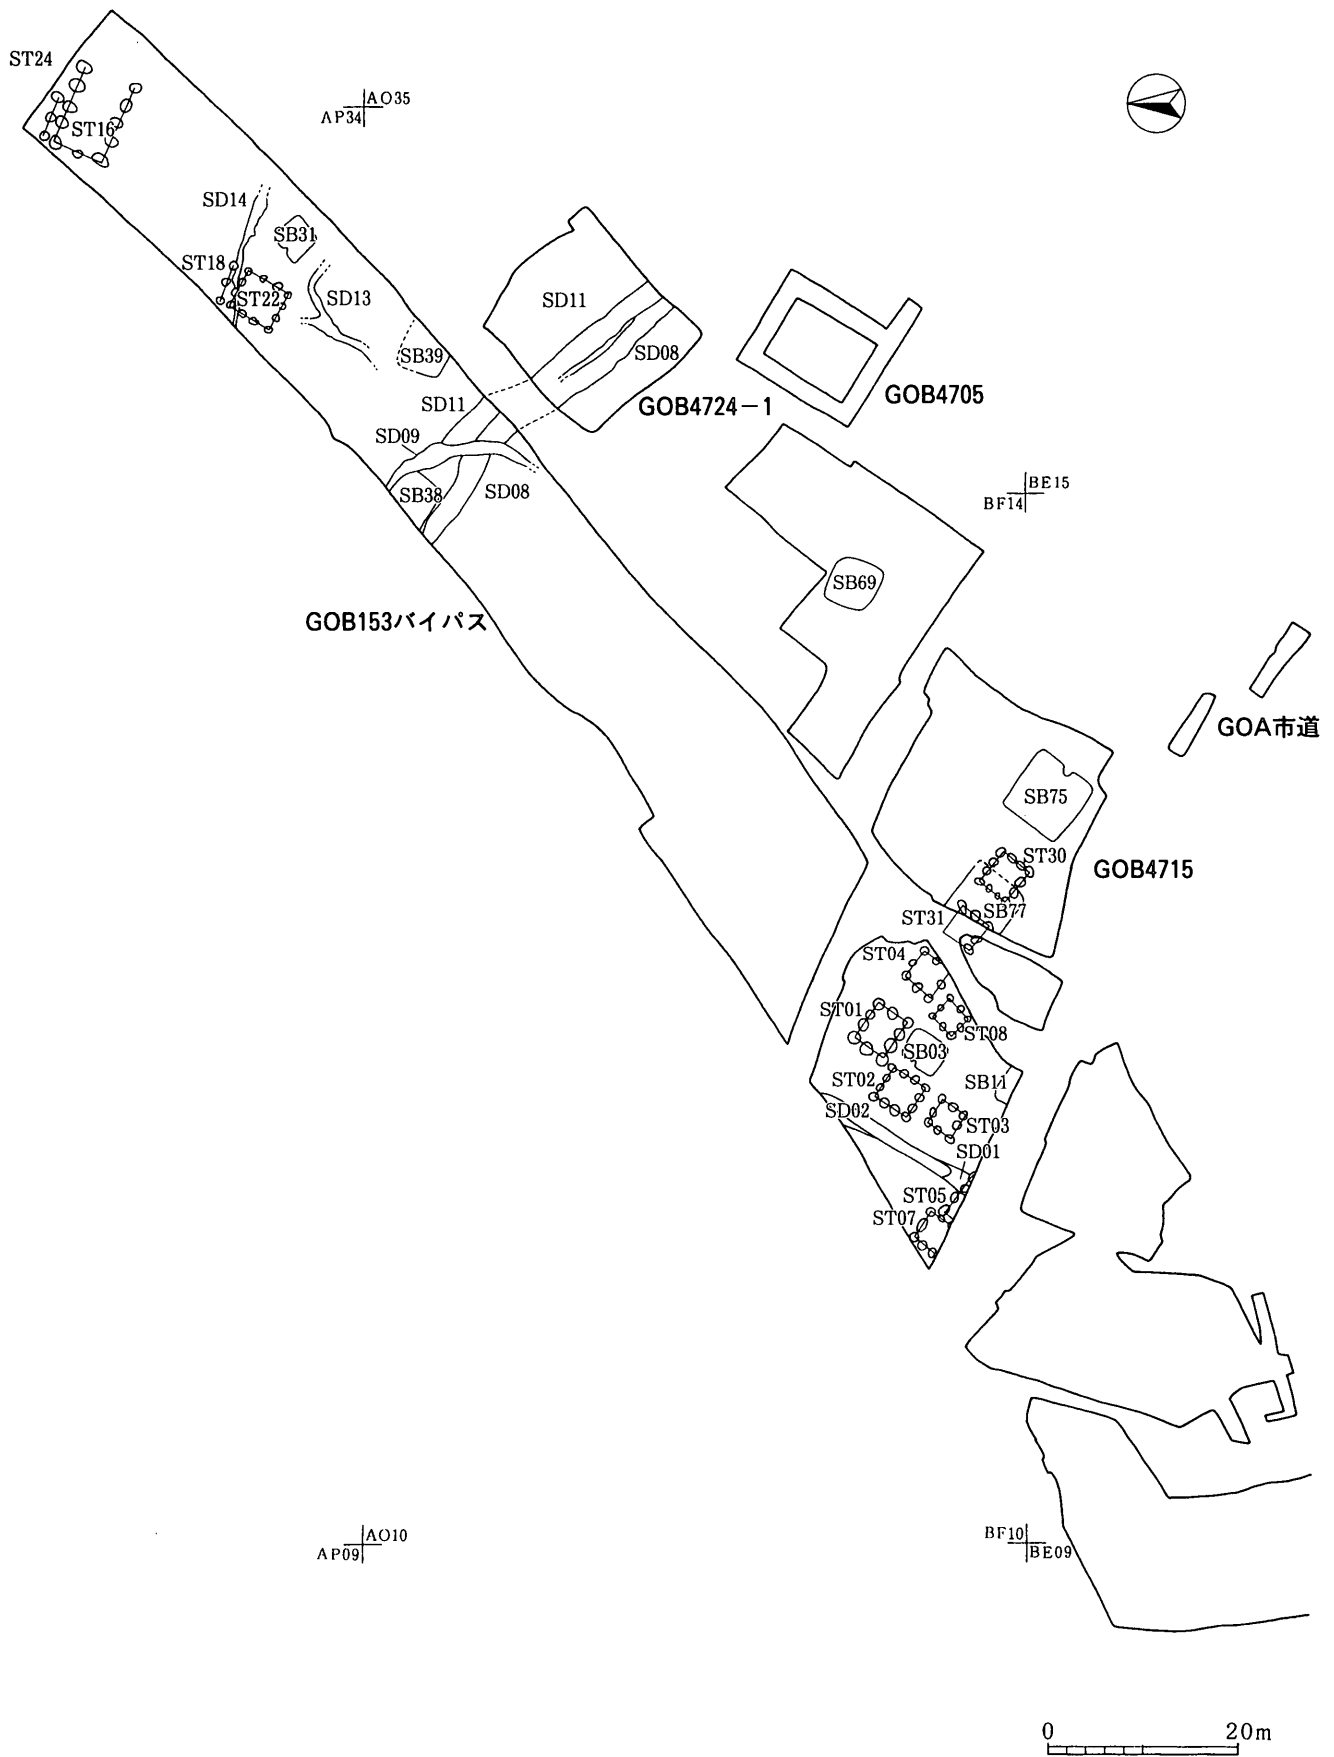 ST24
AO35
AP34
ST16
SD14
SB31
ST18
ST22
SD13
SD11
SD08
SB39
GOB4705
GOB4724－1
SD11
SD09
SB38
SD08
BE15
BF14
SB69
GOB153バイパス
GOA市道
SB75
ST30
GOB4715
SB77
ST31
ST04
ST01
ST08
SB03
ST02
SB11
SD02
ST03
SD01
ST05
ST07
AO10
AP09
BF10
BE09
0 20m